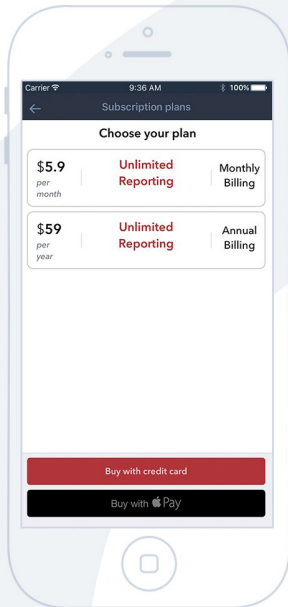 Carrier 9:36 AM 100%
Subscription plans
Choose your plan
$5.9 per month Unlimited Reporting Monthly Billing
$59 per year Unlimited Reporting Annual Billing
Buy with credit card
Buy with Pay